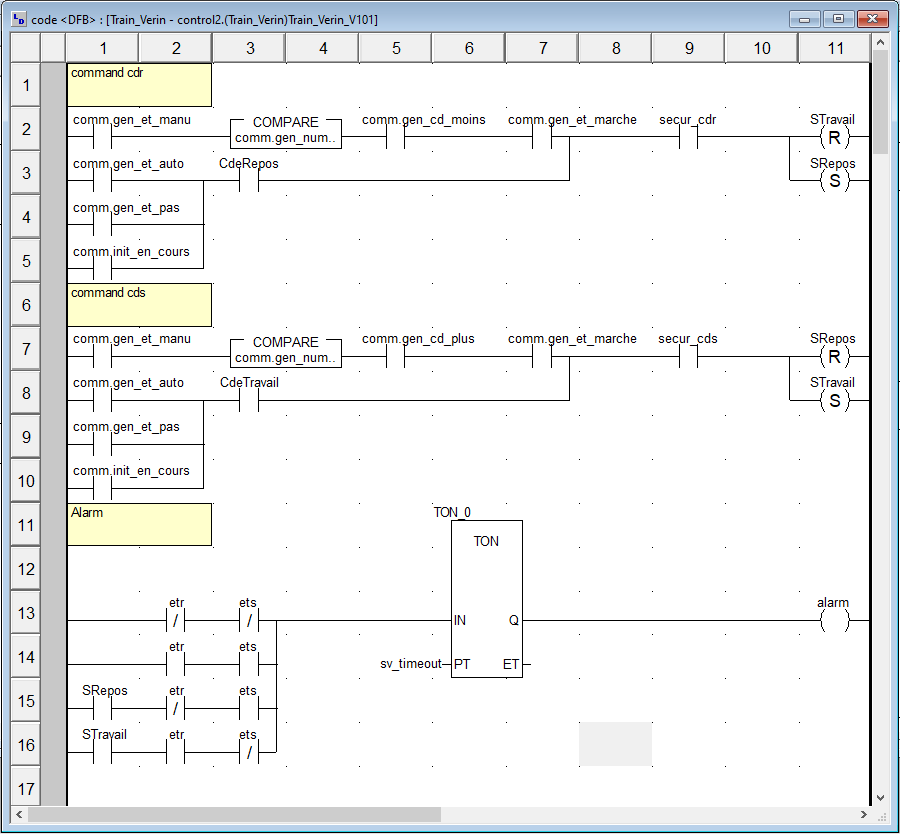 code <DFB> : [Train_Verin - control2.(Train_Verin)Train_Verin_V101]
1 2 3 4 5 6 7 8 9 10 11
1 command cdr
2 comm.gen_et_manu COMPARE comm.gen_cd_moins comm.gen_et_marche secur_cdr STravail
comm.gen_num.. R
3 comm.gen_et_auto CdeRepos SRepos
S
4 comm.gen_et_pas
5 comm.init_en_cours
6 command cds
7 comm.gen_et_manu COMPARE comm.gen_cd_plus comm.gen_et_marche secur_cds SRepos
comm.gen_num.. R
8 comm.gen_et_auto CdeTravail STravail
S
9 comm.gen_et_pas
10 comm.init_en_cours
11 Alarm TON_0
TON
12
13 etr ets alarm
/ / IN Q
14 etr ets
sv_timeout PT ET
15 SRepos etr ets
/
16 STravail etr ets
/
17